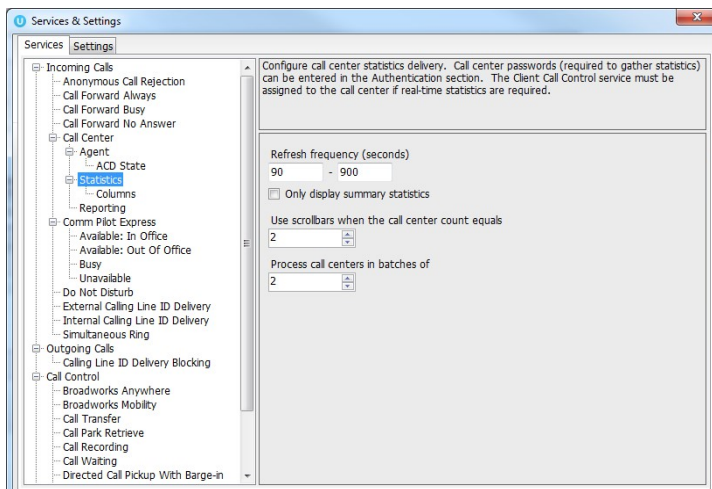 Services & Settings
Services Settings
Incoming Calls
Anonymous Call Rejection
Call Forward Always
Call Forward Busy
Call Forward No Answer
Call Center
Agent
ACD State
Statistics
Columns
Reporting
Comm Pilot Express
Available: In Office
Available: Out Of Office
Busy
Unavailable
Do Not Disturb
External Calling Line ID Delivery
Internal Calling Line ID Delivery
Simultaneous Ring
Outgoing Calls
Calling Line ID Delivery Blocking
Call Control
Broadworks Anywhere
Broadworks Mobility
Call Transfer
Call Park Retrieve
Call Recording
Call Waiting
Directed Call Pickup With Barge-in
Configure call center statistics delivery. Call center passwords (required to gather statistics)
can be entered in the Authentication section. The Client Call Control service must be
assigned to the call center if real-time statistics are required.
Refresh frequency (seconds)
90 - 900
Only display summary statistics
Use scrollbars when the call center count equals
2
Process call centers in batches of
2